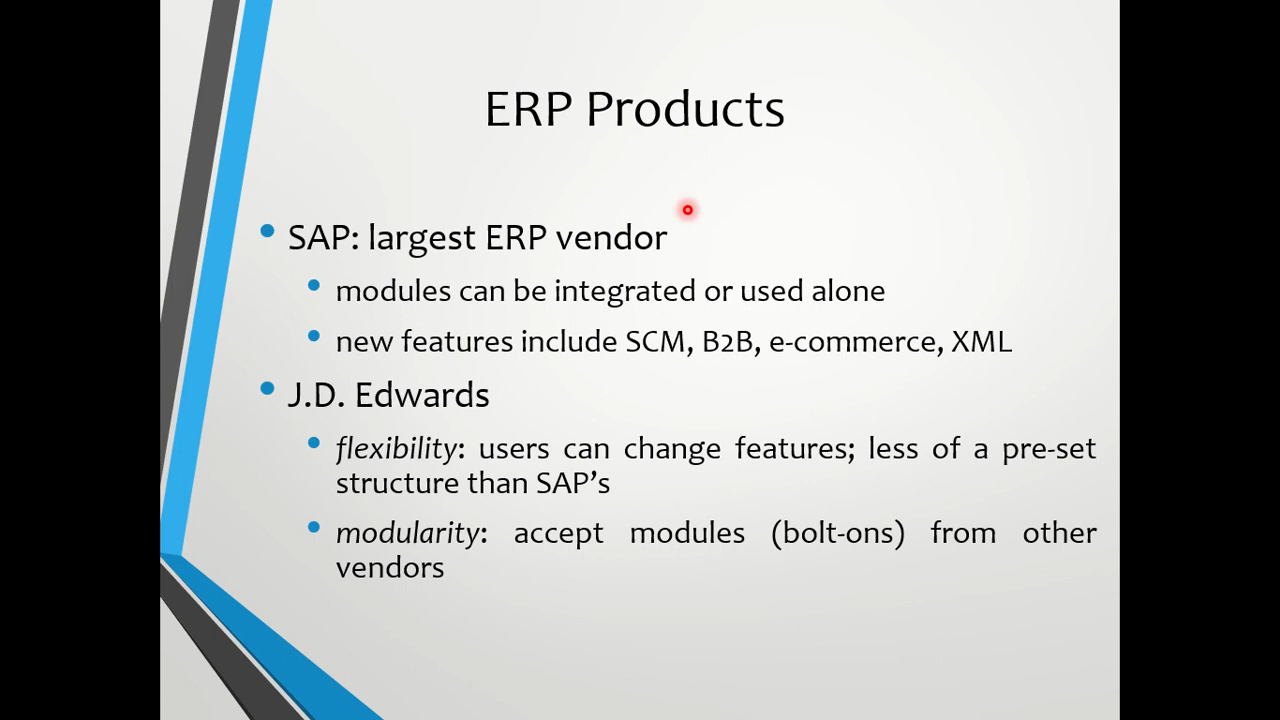 ERP Products
SAP: largest ERP vendor
modules can be integrated or used alone
new features include SCM, B2B, e-commerce, XML
J.D. Edwards
flexibility: users can change features; less of a pre-set
structure than SAP’s
modularity: accept modules (bolt-ons) from other
vendors